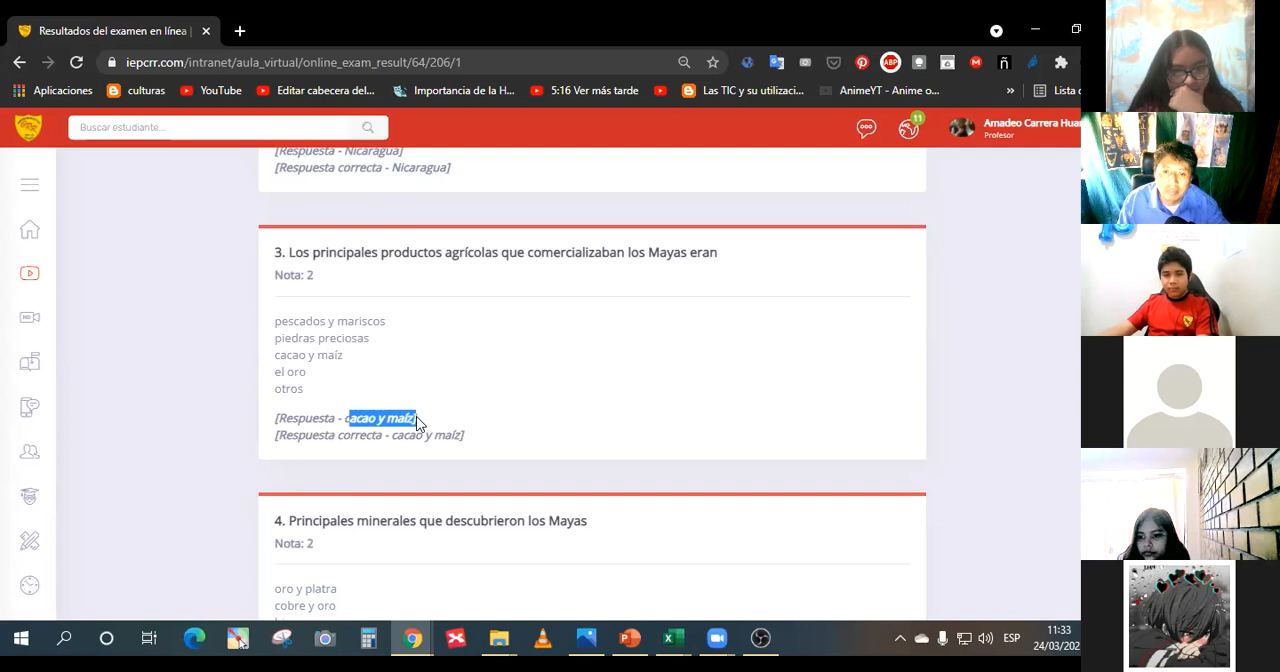 Resultados del examen en línea |
iepcrr.com/intranet/aula_virtual/online_exam_result/64/206/1
ABP
ñ
Aplicaciones
culturas
YouTube
Editar cabecera del...
Importancia de la H...
5:16 Ver más tarde
Las TIC y su utilizaci...
AnimeYT - Anime o...
»
Lista d
Buscar estudiante...
11
Amadeo Carrera Huar
Profesor
[Respuesta - Nicaragua]
[Respuesta correcta - Nicaragua]
3. Los principales productos agrícolas que comercializaban los Mayas eran
Nota: 2
pescados y mariscos
piedras preciosas
cacao y maíz
el oro
otros
[Respuesta - cacao y maíz]
[Respuesta correcta - cacao y maíz]
4. Principales minerales que descubrieron los Mayas
Nota: 2
oro y platra
cobre y oro
ESP
11:33
24/03/202